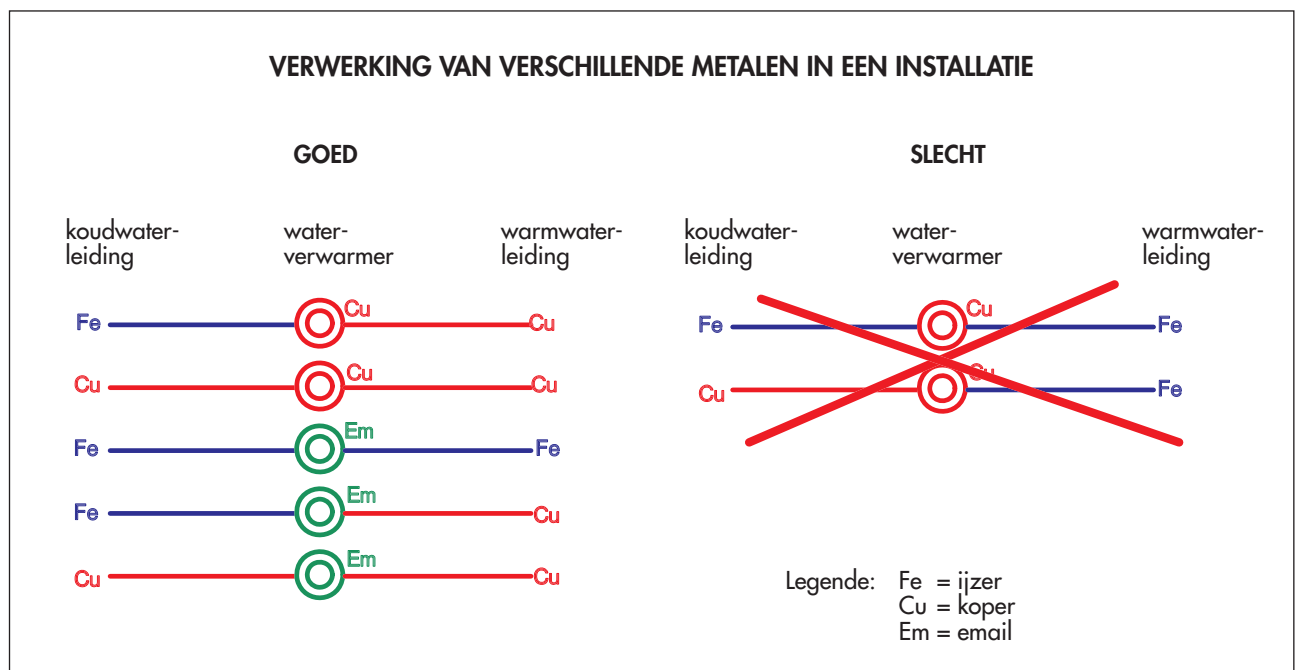 VERWERKING VAN VERSCHILLENDE METALEN IN EEN INSTALLATIE
GOED
koudwater-
leiding
water-
verwarmer
warmwater-
leiding
Fe Cu Cu
Cu Cu Cu
Fe Em Fe
Fe Em Cu
Cu Em Cu
SLECHT
koudwater-
leiding
water-
verwarmer
warmwater-
leiding
Fe Cu Fe
Cu Cu Fe
Legende: Fe = ijzer
Cu = koper
Em = email